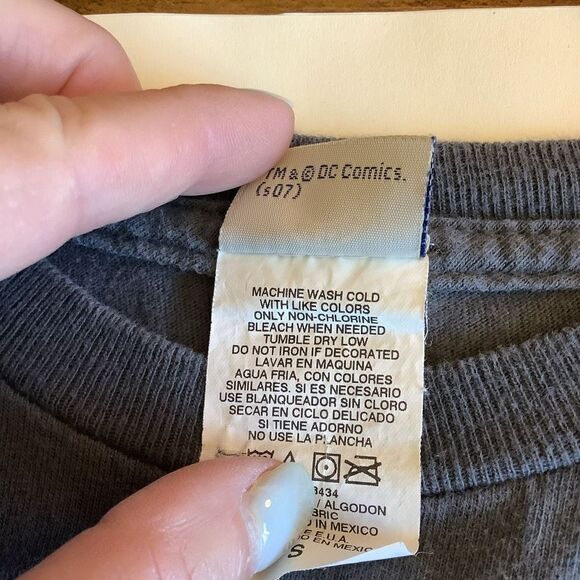 TM & © DC Comics.
(s07)
MACHINE WASH COLD
WITH LIKE COLORS
ONLY NON-CHLORINE
BLEACH WHEN NEEDED
TUMBLE DRY LOW
DO NOT IRON IF DECORATED
LAVAR EN MAQUINA
AGUA FRIA, CON COLORES
SIMILARES. SI ES NECESARIO
USE BLANQUEADOR SIN CLORO
SECAR EN CICLO DELICADO
SI TIENE ADORNO
NO USE LA PLANCHA
3434
/ ALGODON
BRIC
IN MEXICO
E.U.A.
O EN MEXIC
S